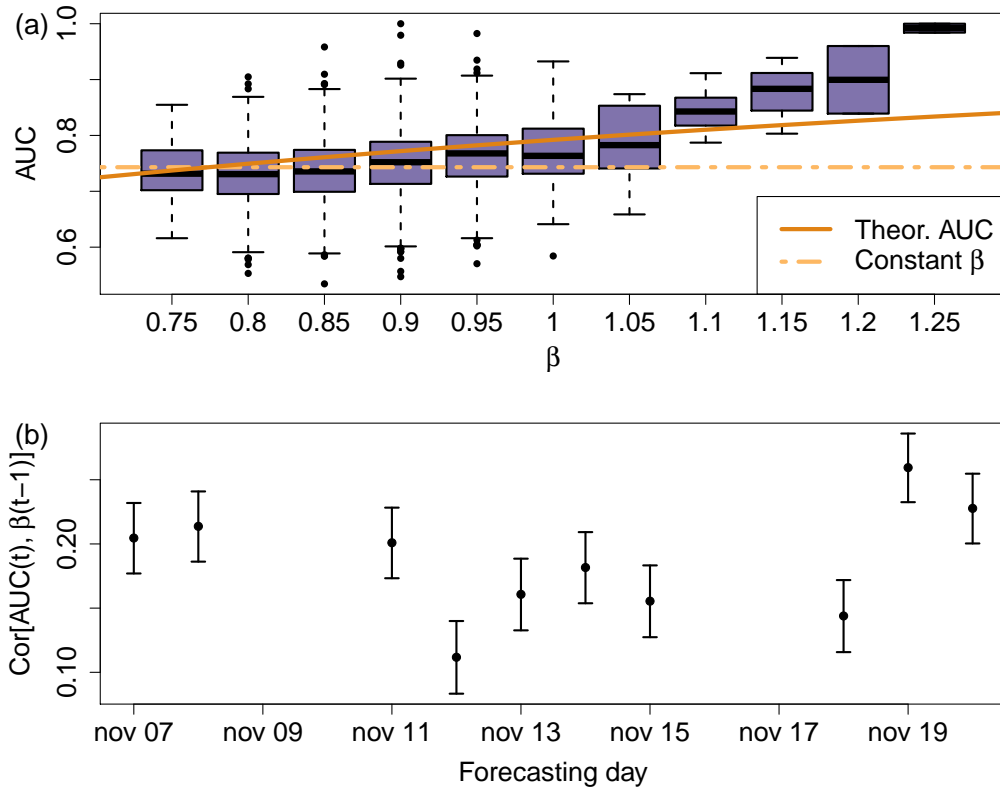 (a)
AUC
1.0
0.8
0.6
Theor. AUC
Constant β
0.75 0.8 0.85 0.9 0.95 1 1.05 1.1 1.15 1.2 1.25
β
(b)
Cor[AUC(t), β(t−1)]
0.20
0.10
nov 07 nov 09 nov 11 nov 13 nov 15 nov 17 nov 19
Forecasting day